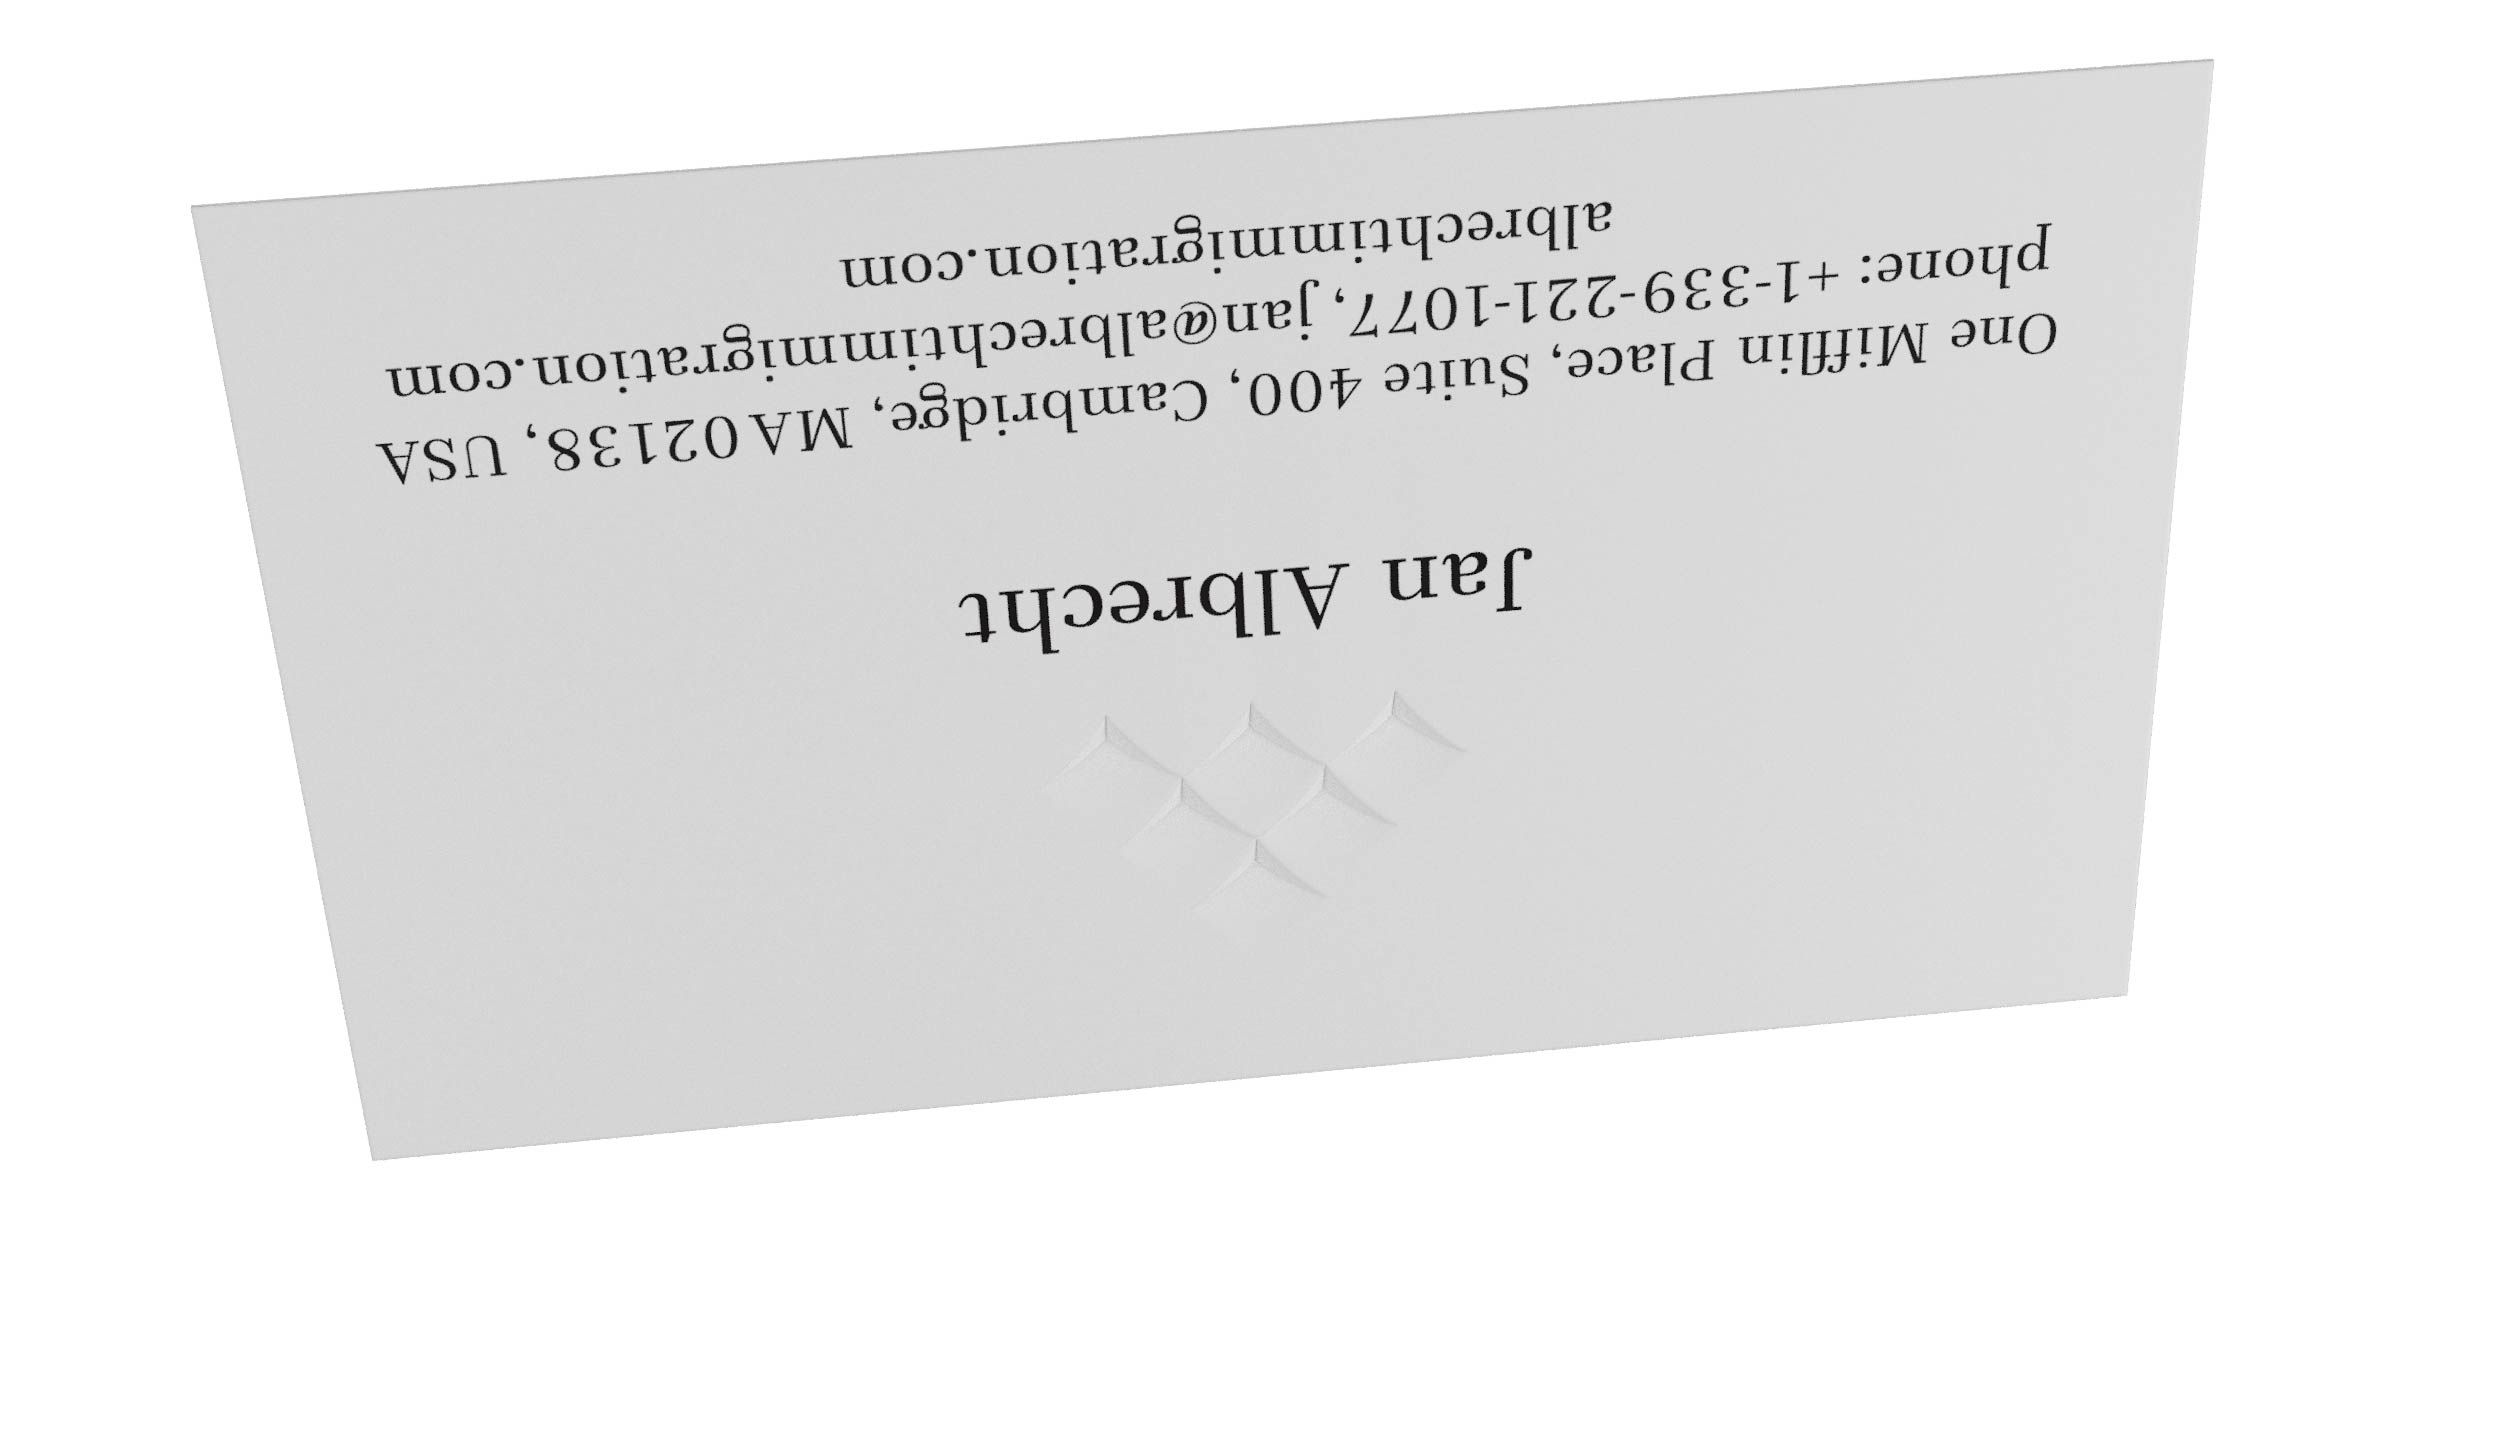 Jan Albrecht
One Mifflin Place, Suite 400, Cambridge, MA 02138, USA
phone: +1-339-221-1077, jan@albrechtimmigration.com
albrechtimmigration.com